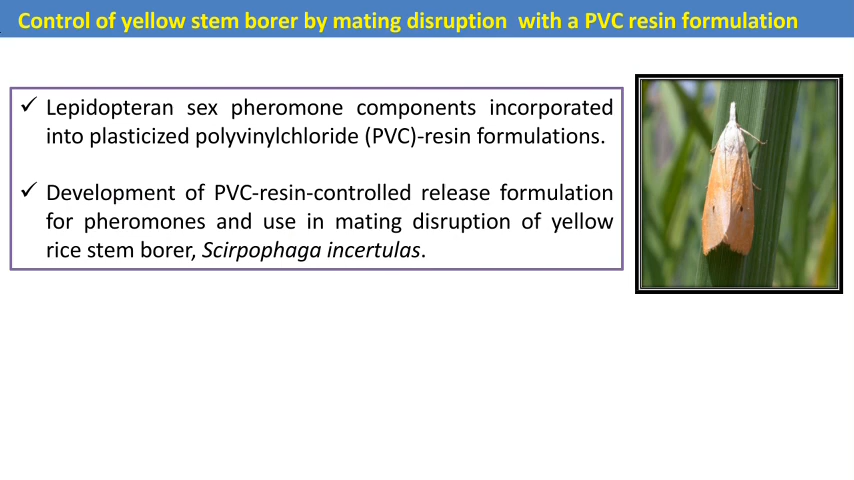 Control of yellow stem borer by mating disruption with a PVC resin formulation
✓ Lepidopteran sex pheromone components incorporated
into plasticized polyvinylchloride (PVC)-resin formulations.
✓ Development of PVC-resin-controlled release formulation
for pheromones and use in mating disruption of yellow
rice stem borer, Scirpophaga incertulas.